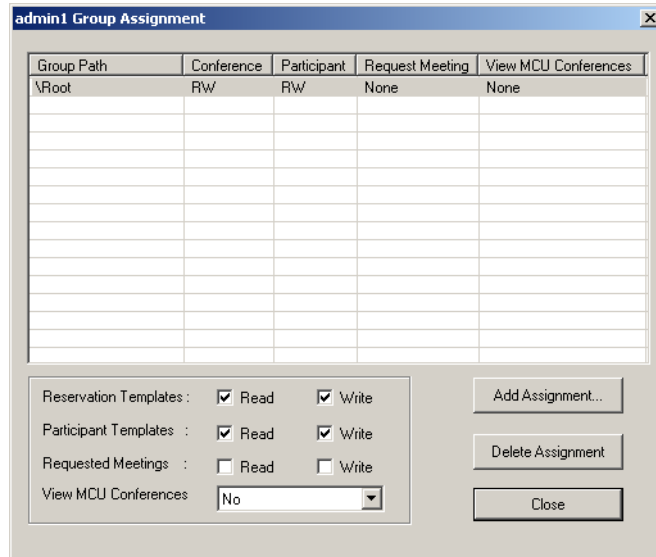 admin1 Group Assignment
Group Path Conference Participant Request Meeting View MCU Conferences
\Root RW RW None None
Reservation Templates : Read Write
Participant Templates : Read Write
Requested Meetings : Read Write
View MCU Conferences No
Add Assignment...
Delete Assignment
Close